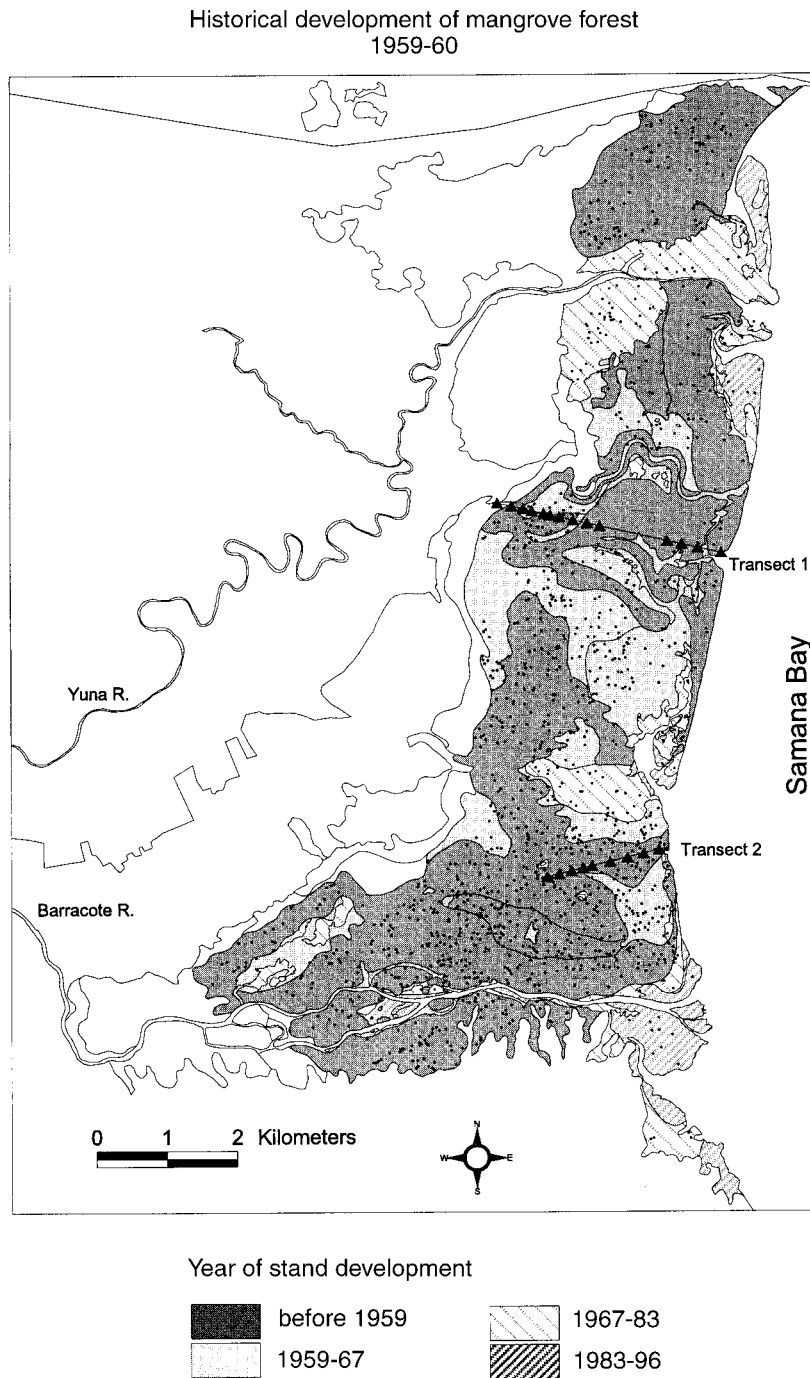 Historical development of mangrove forest
1959-60
Transect 1
Samana Bay
Yuna R.
Transect 2
Barracote R.
0 1 2 Kilometers
N
W E
S
Year of stand development
before 1959
1967-83
1959-67
1983-96